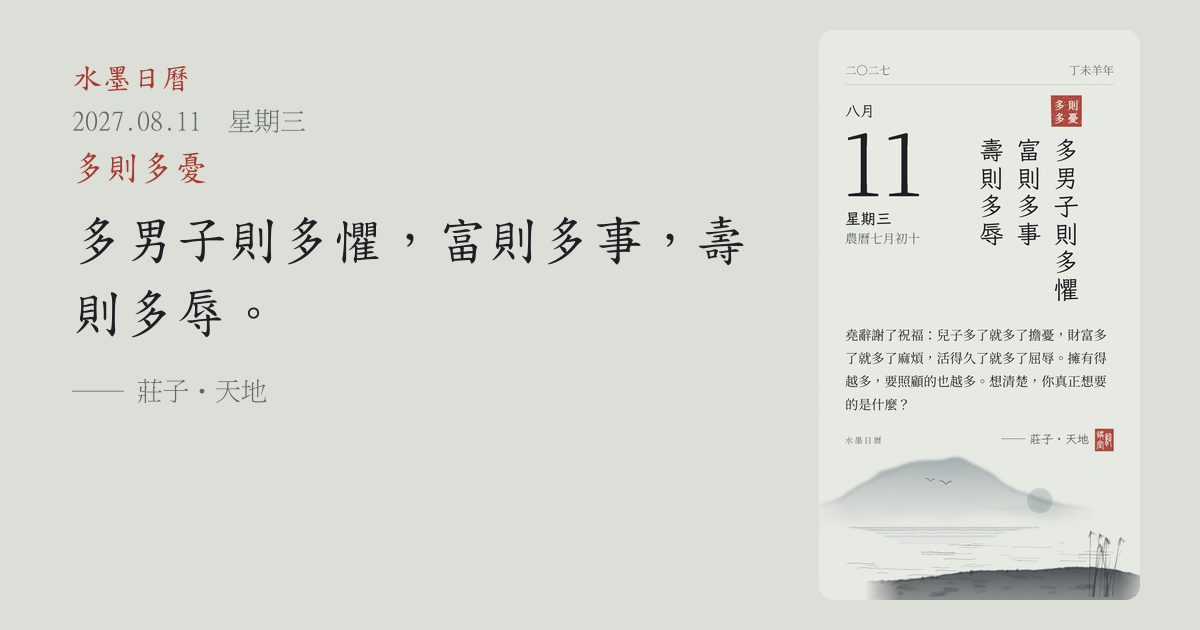 水墨日曆
2027.08.11 星期三
多則多憂
多男子則多懼，富則多事，壽
則多辱。
—— 莊子・天地
二〇二七
丁未羊年
八月
11
星期三
農曆七月初十
則憂
多多
多男子則多懼
富則多事
壽則多辱
堯辭謝了祝福：兒子多了就多了擔憂，財富多
了就多了麻煩，活得久了就多了屈辱。擁有得
越多，要照顧的也越多。想清楚，你真正想要
的是什麼？
水墨日曆
—— 莊子・天地